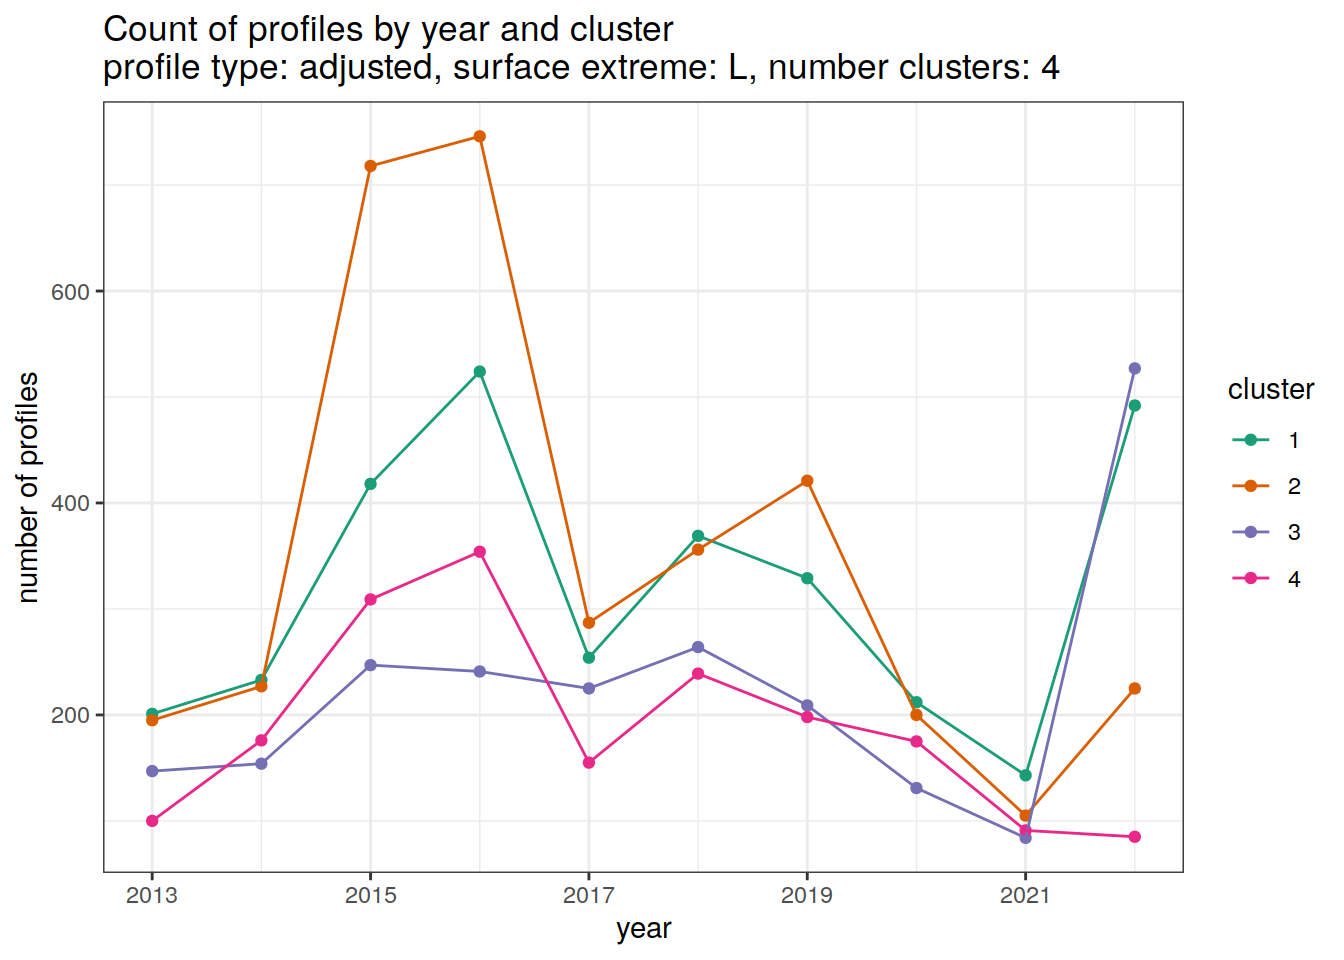 Count of profiles by year and cluster
profile type: adjusted, surface extreme: L, number clusters: 4
number of profiles
600
400
200
2013
2015
2017
2019
2021
year
cluster
1
2
3
4